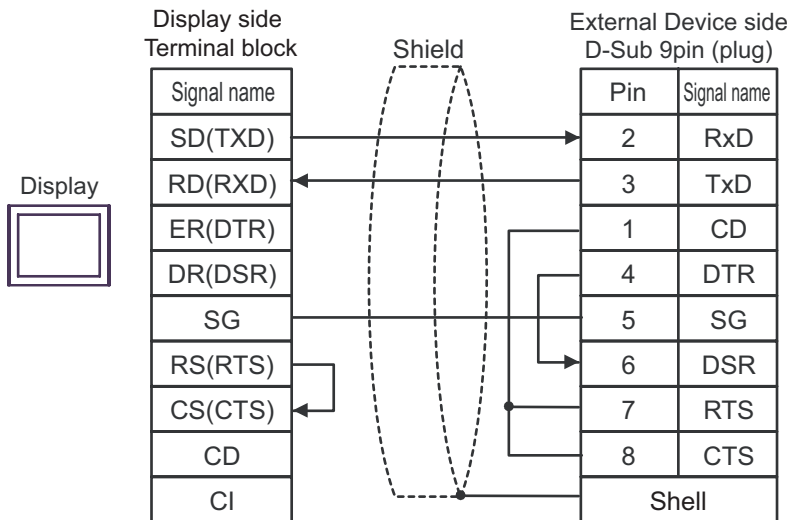 Display side
Terminal block
Shield
External Device side
D-Sub 9pin (plug)
Display
Signal name
SD(TXD)
RD(RXD)
ER(DTR)
DR(DSR)
SG
RS(RTS)
CS(CTS)
CD
CI
Pin Signal name
2 RxD
3 TxD
1 CD
4 DTR
5 SG
6 DSR
7 RTS
8 CTS
Shell